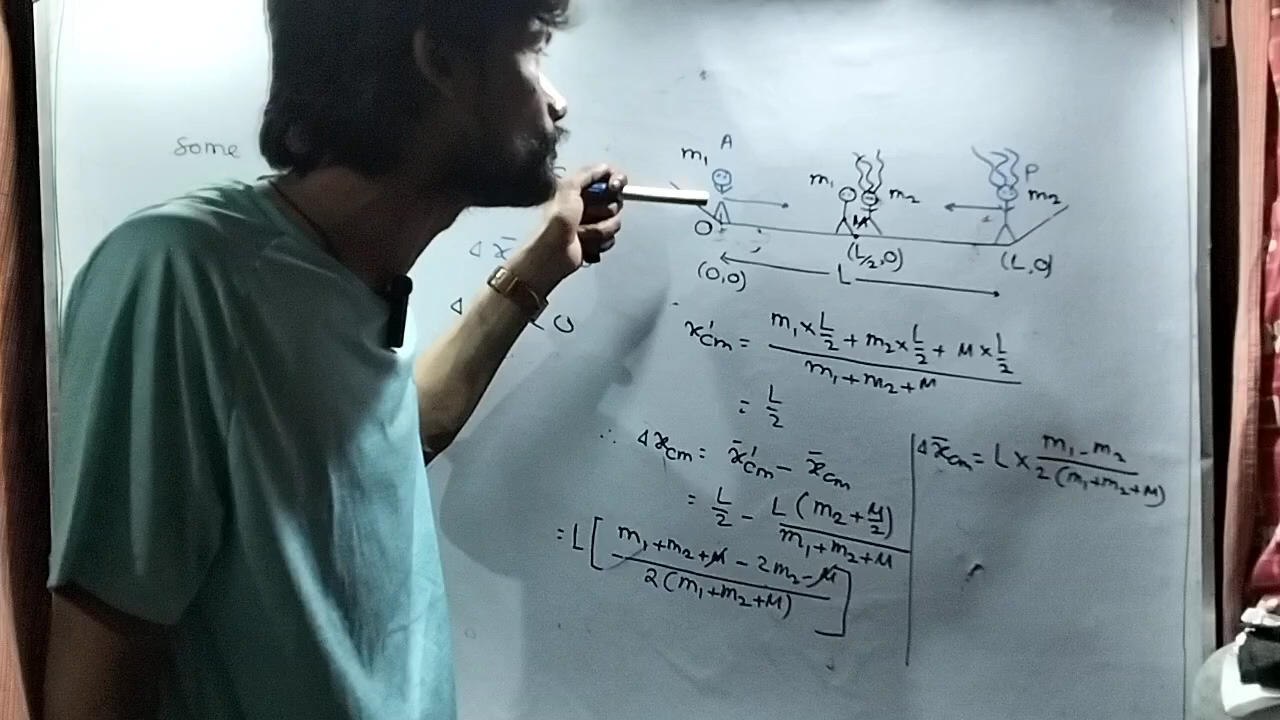 Some
Δx̄
Δ < 0
A
m₁
m₁ m₂
P
m₂
O M
(0,0) (L/2,0) (L,0)
L
x'cm = (m₁×L/2 + m₂×L/2 + M×L/2)/(m₁+m₂+M)
= L/2
∴ Δxcm = x̄'cm - x̄cm
= L/2 - L(m₂+M/2)/(m₁+m₂+M)
= L[(m₁+m₂+M-2m₂-M)/2(m₁+m₂+M)]
Δx̄cm = L × (m₁-m₂)/2(m₁+m₂+M)